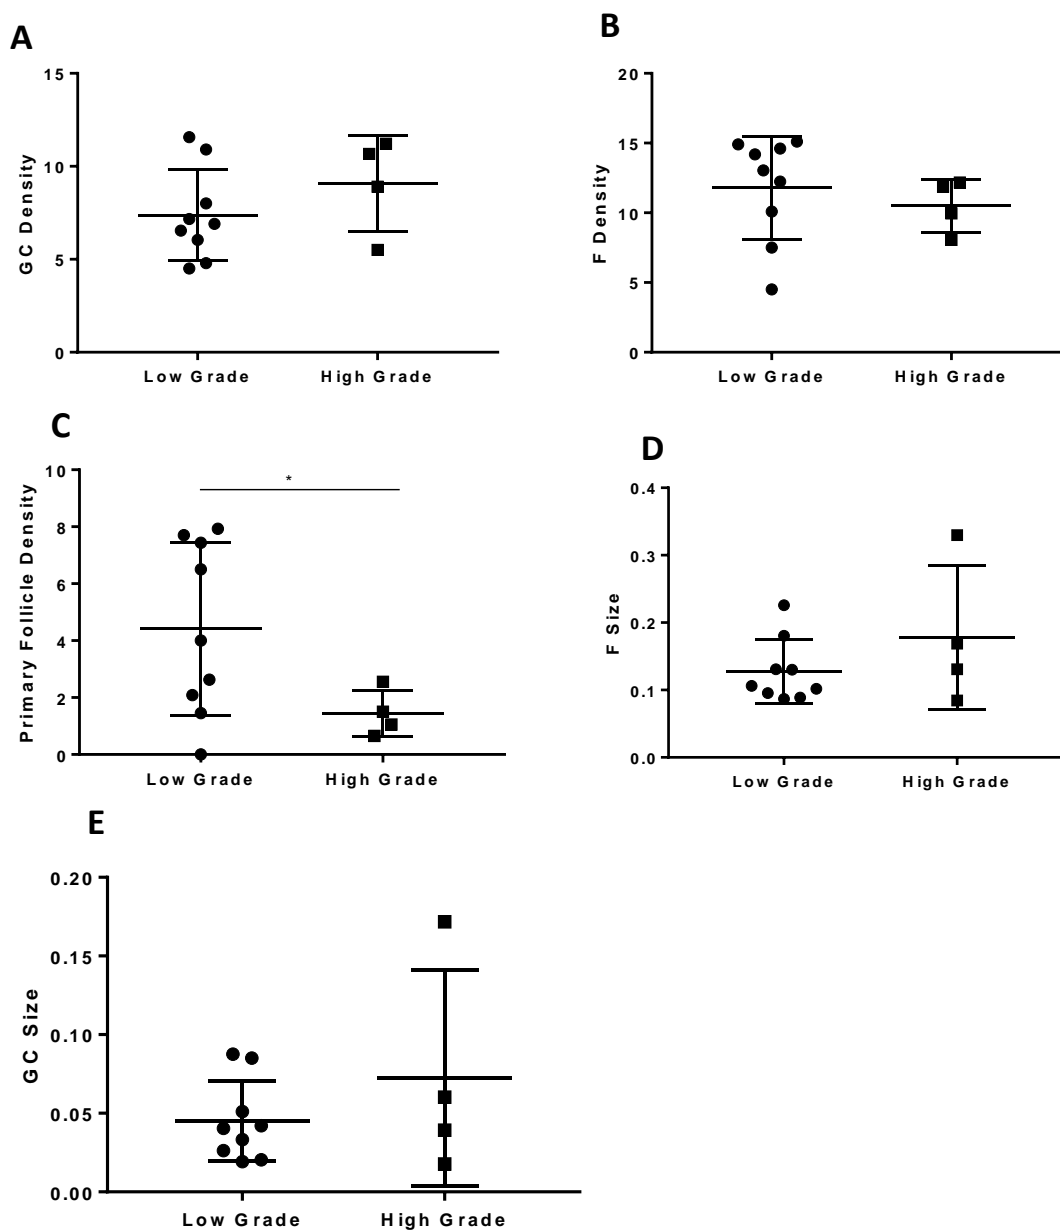 A
GC Density
15
10
5
0
Low Grade
High Grade
B
F Density
20
15
10
5
0
Low Grade
High Grade
C
Primary Follicle Density
10
8
6
4
2
0
*
Low Grade
High Grade
D
F Size
0.4
0.3
0.2
0.1
0.0
Low Grade
High Grade
E
GC Size
0.20
0.15
0.10
0.05
0.00
Low Grade
High Grade